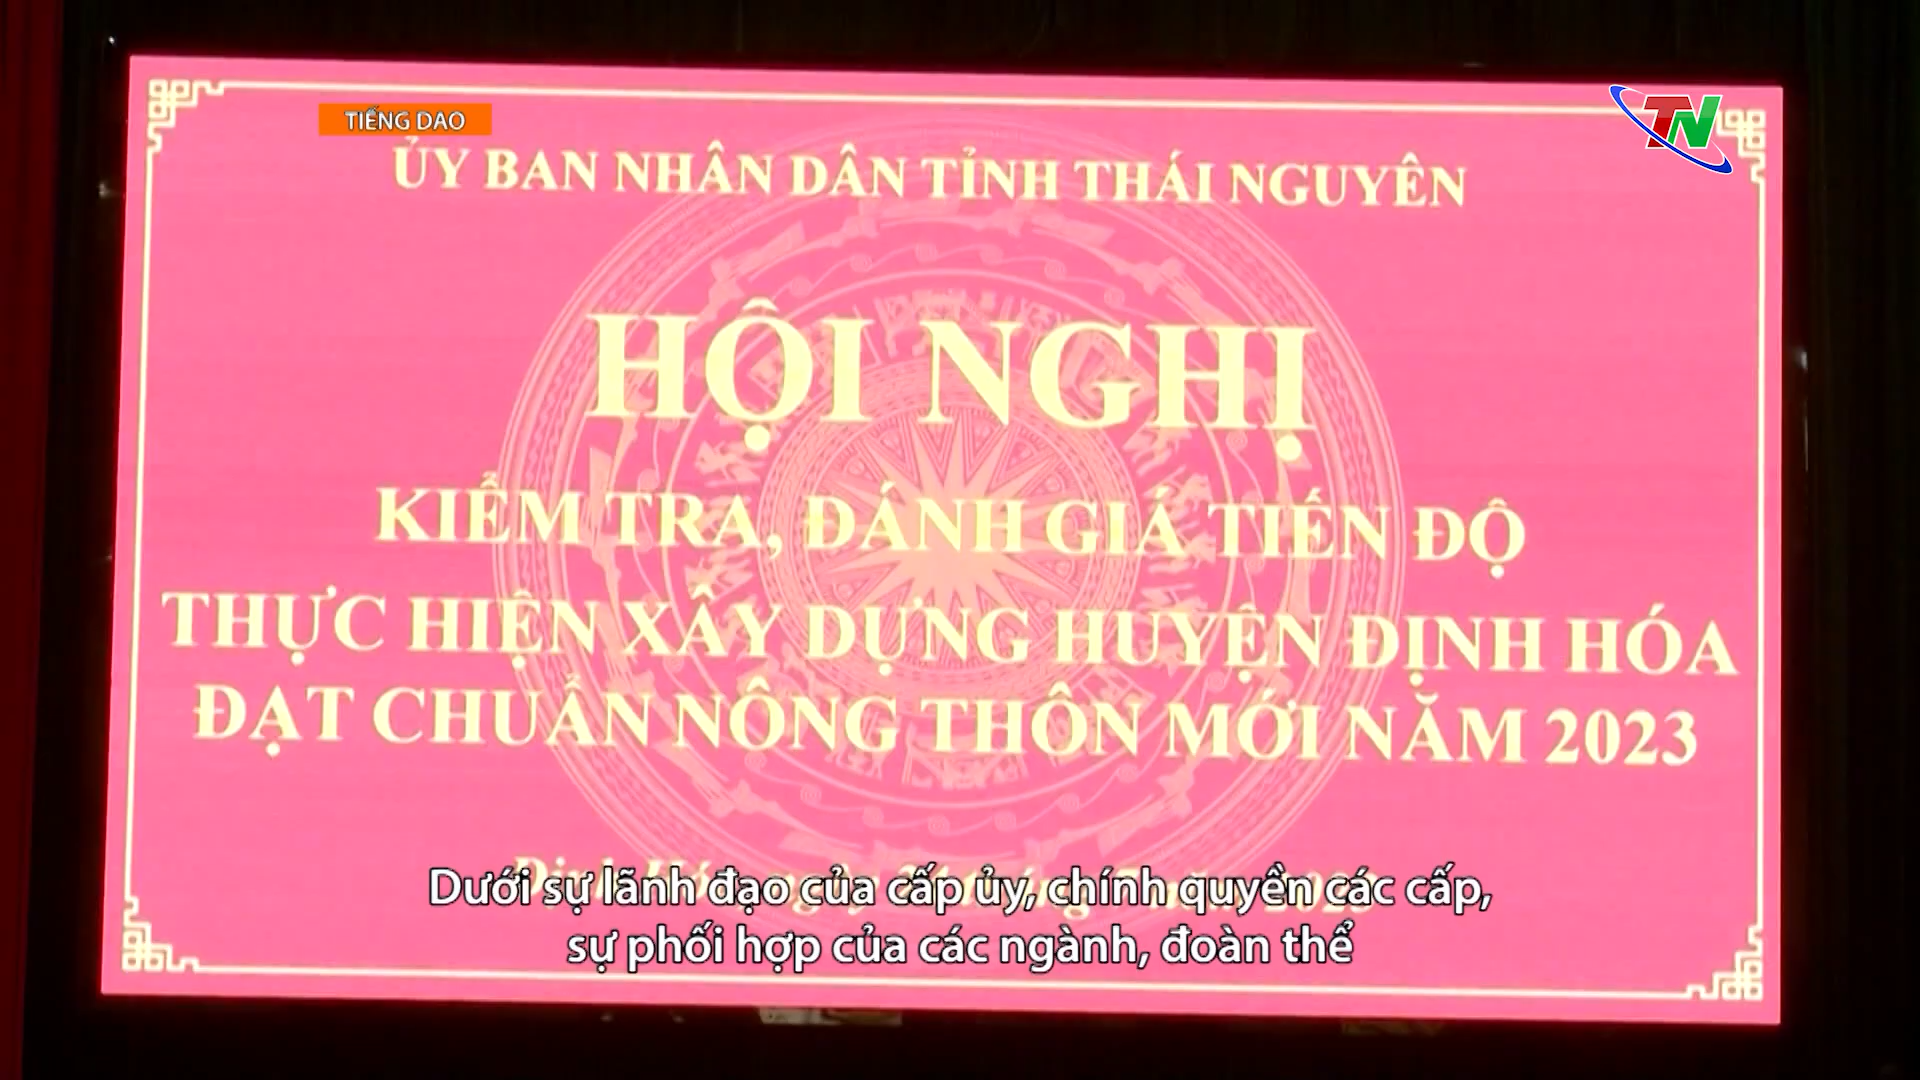 TIẾNG DAO
TN
ỦY BAN NHÂN DÂN TỈNH THÁI NGUYÊN
HỘI NGHỊ
KIỂM TRA, ĐÁNH GIÁ TIẾN ĐỘ
THỰC HIỆN XÂY DỰNG HUYỆN ĐỊNH HÓA
ĐẠT CHUẨN NÔNG THÔN MỚI NĂM 2023
Dưới sự lãnh đạo của cấp ủy, chính quyền các cấp,
sự phối hợp của các ngành, đoàn thể